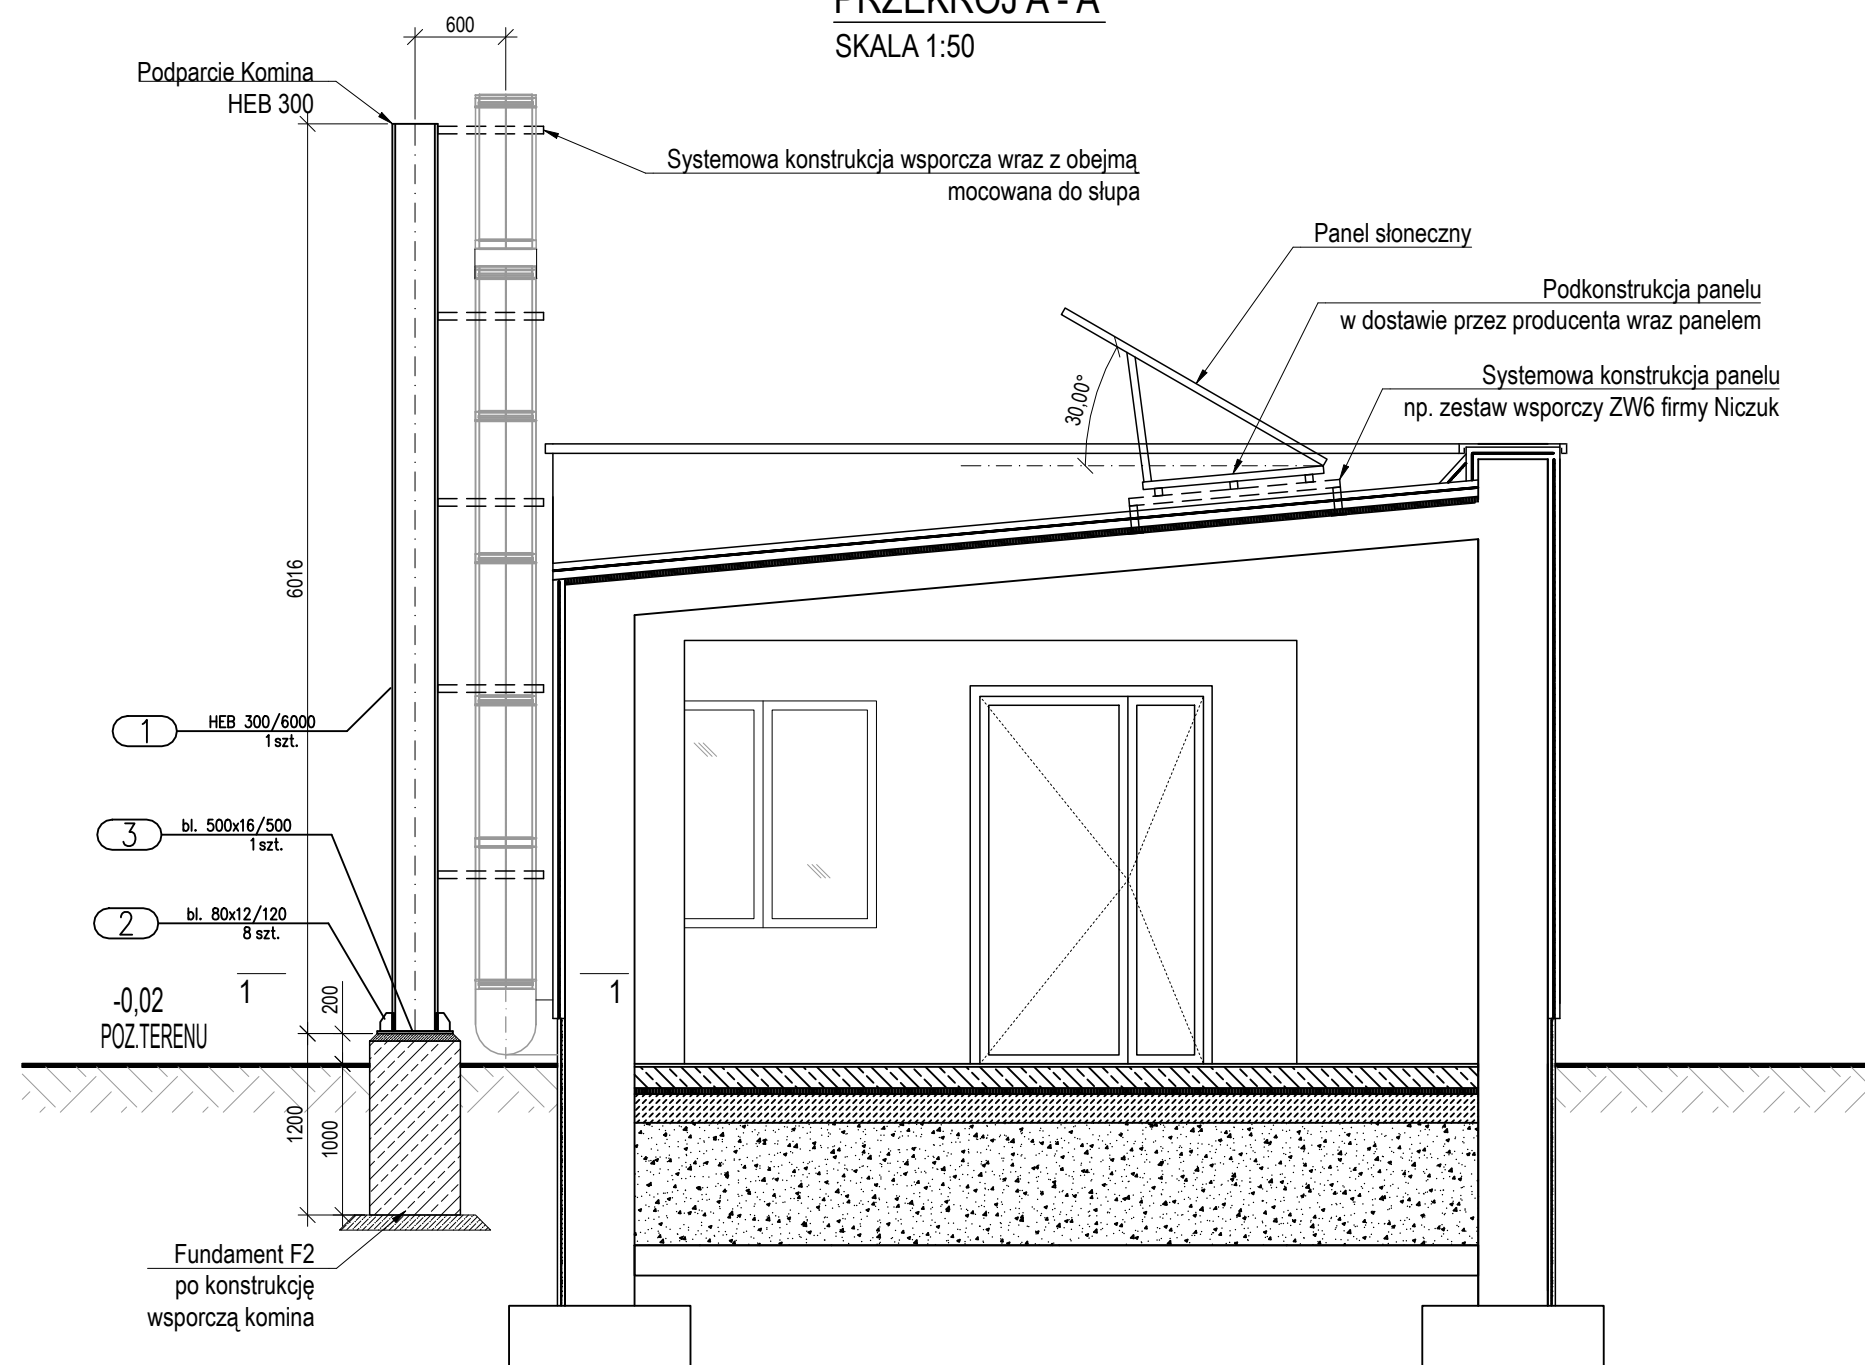 PRZEKRÓJ A - A
SKALA 1:50
600
Podparcie Komina
HEB 300
Systemowa konstrukcja wsporcza wraz z obejmą
mocowana do słupa
Panel słoneczny
Podkonstrukcja panelu
w dostawie przez producenta wraz panelem
Systemowa konstrukcja panelu
np. zestaw wsporczy ZW6 firmy Niczuk
30,00°
6016
1
HEB 300/6000
1 szt.
3
bl. 500x16/500
1 szt.
2
bl. 80x12/120
8 szt.
1
1
-0,02
POZ.TERENU
200
1200
1000
Fundament F2
po konstrukcję
wsporczą komina